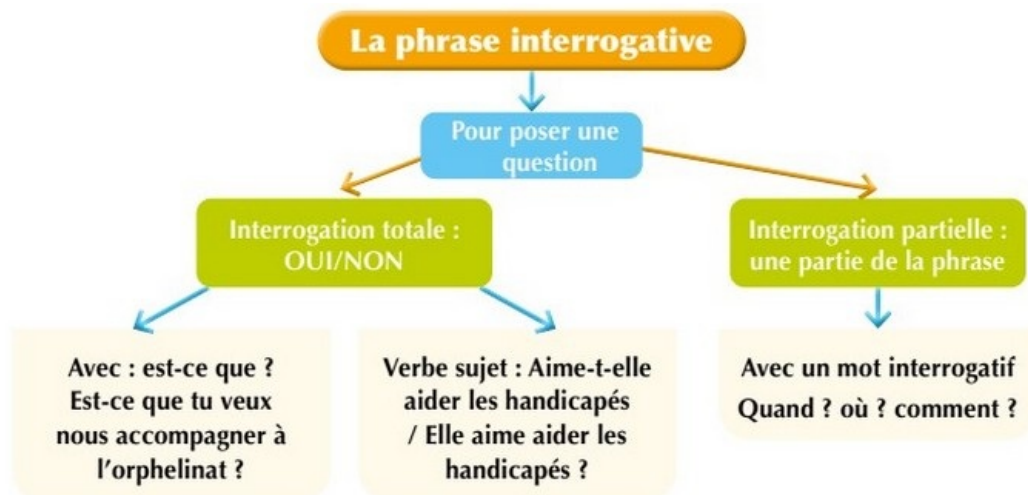 La phrase interrogative
Pour poser une
question
Interrogation totale :
OUI/NON
Interrogation partielle :
une partie de la phrase
Avec : est-ce que ?
Est-ce que tu veux
nous accompagner à
l'orphelinat ?
Verbe sujet : Aime-t-elle
aider les handicapés
/ Elle aime aider les
handicapés ?
Avec un mot interrogatif
Quand ? où ? comment ?